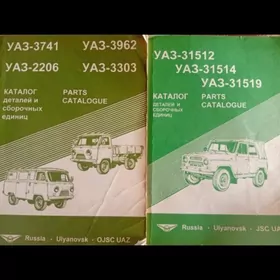 УАЗ-3741 УАЗ-3962
УАЗ-2206 УАЗ-3303
КАТАЛОГ
деталей и
сборочных
единиц
PARTS
CATALOGUE
Russia - Ulyanovsk - OJSC UAZ
УАЗ-31512
УАЗ-31514
УАЗ-31519
КАТАЛОГ
ДЕТАЛЕЙ И
СБОРОЧНЫХ
ЕДИНИЦ
PARTS
CATALOGUE
Russia - Ulyanovsk - JSC UAZ